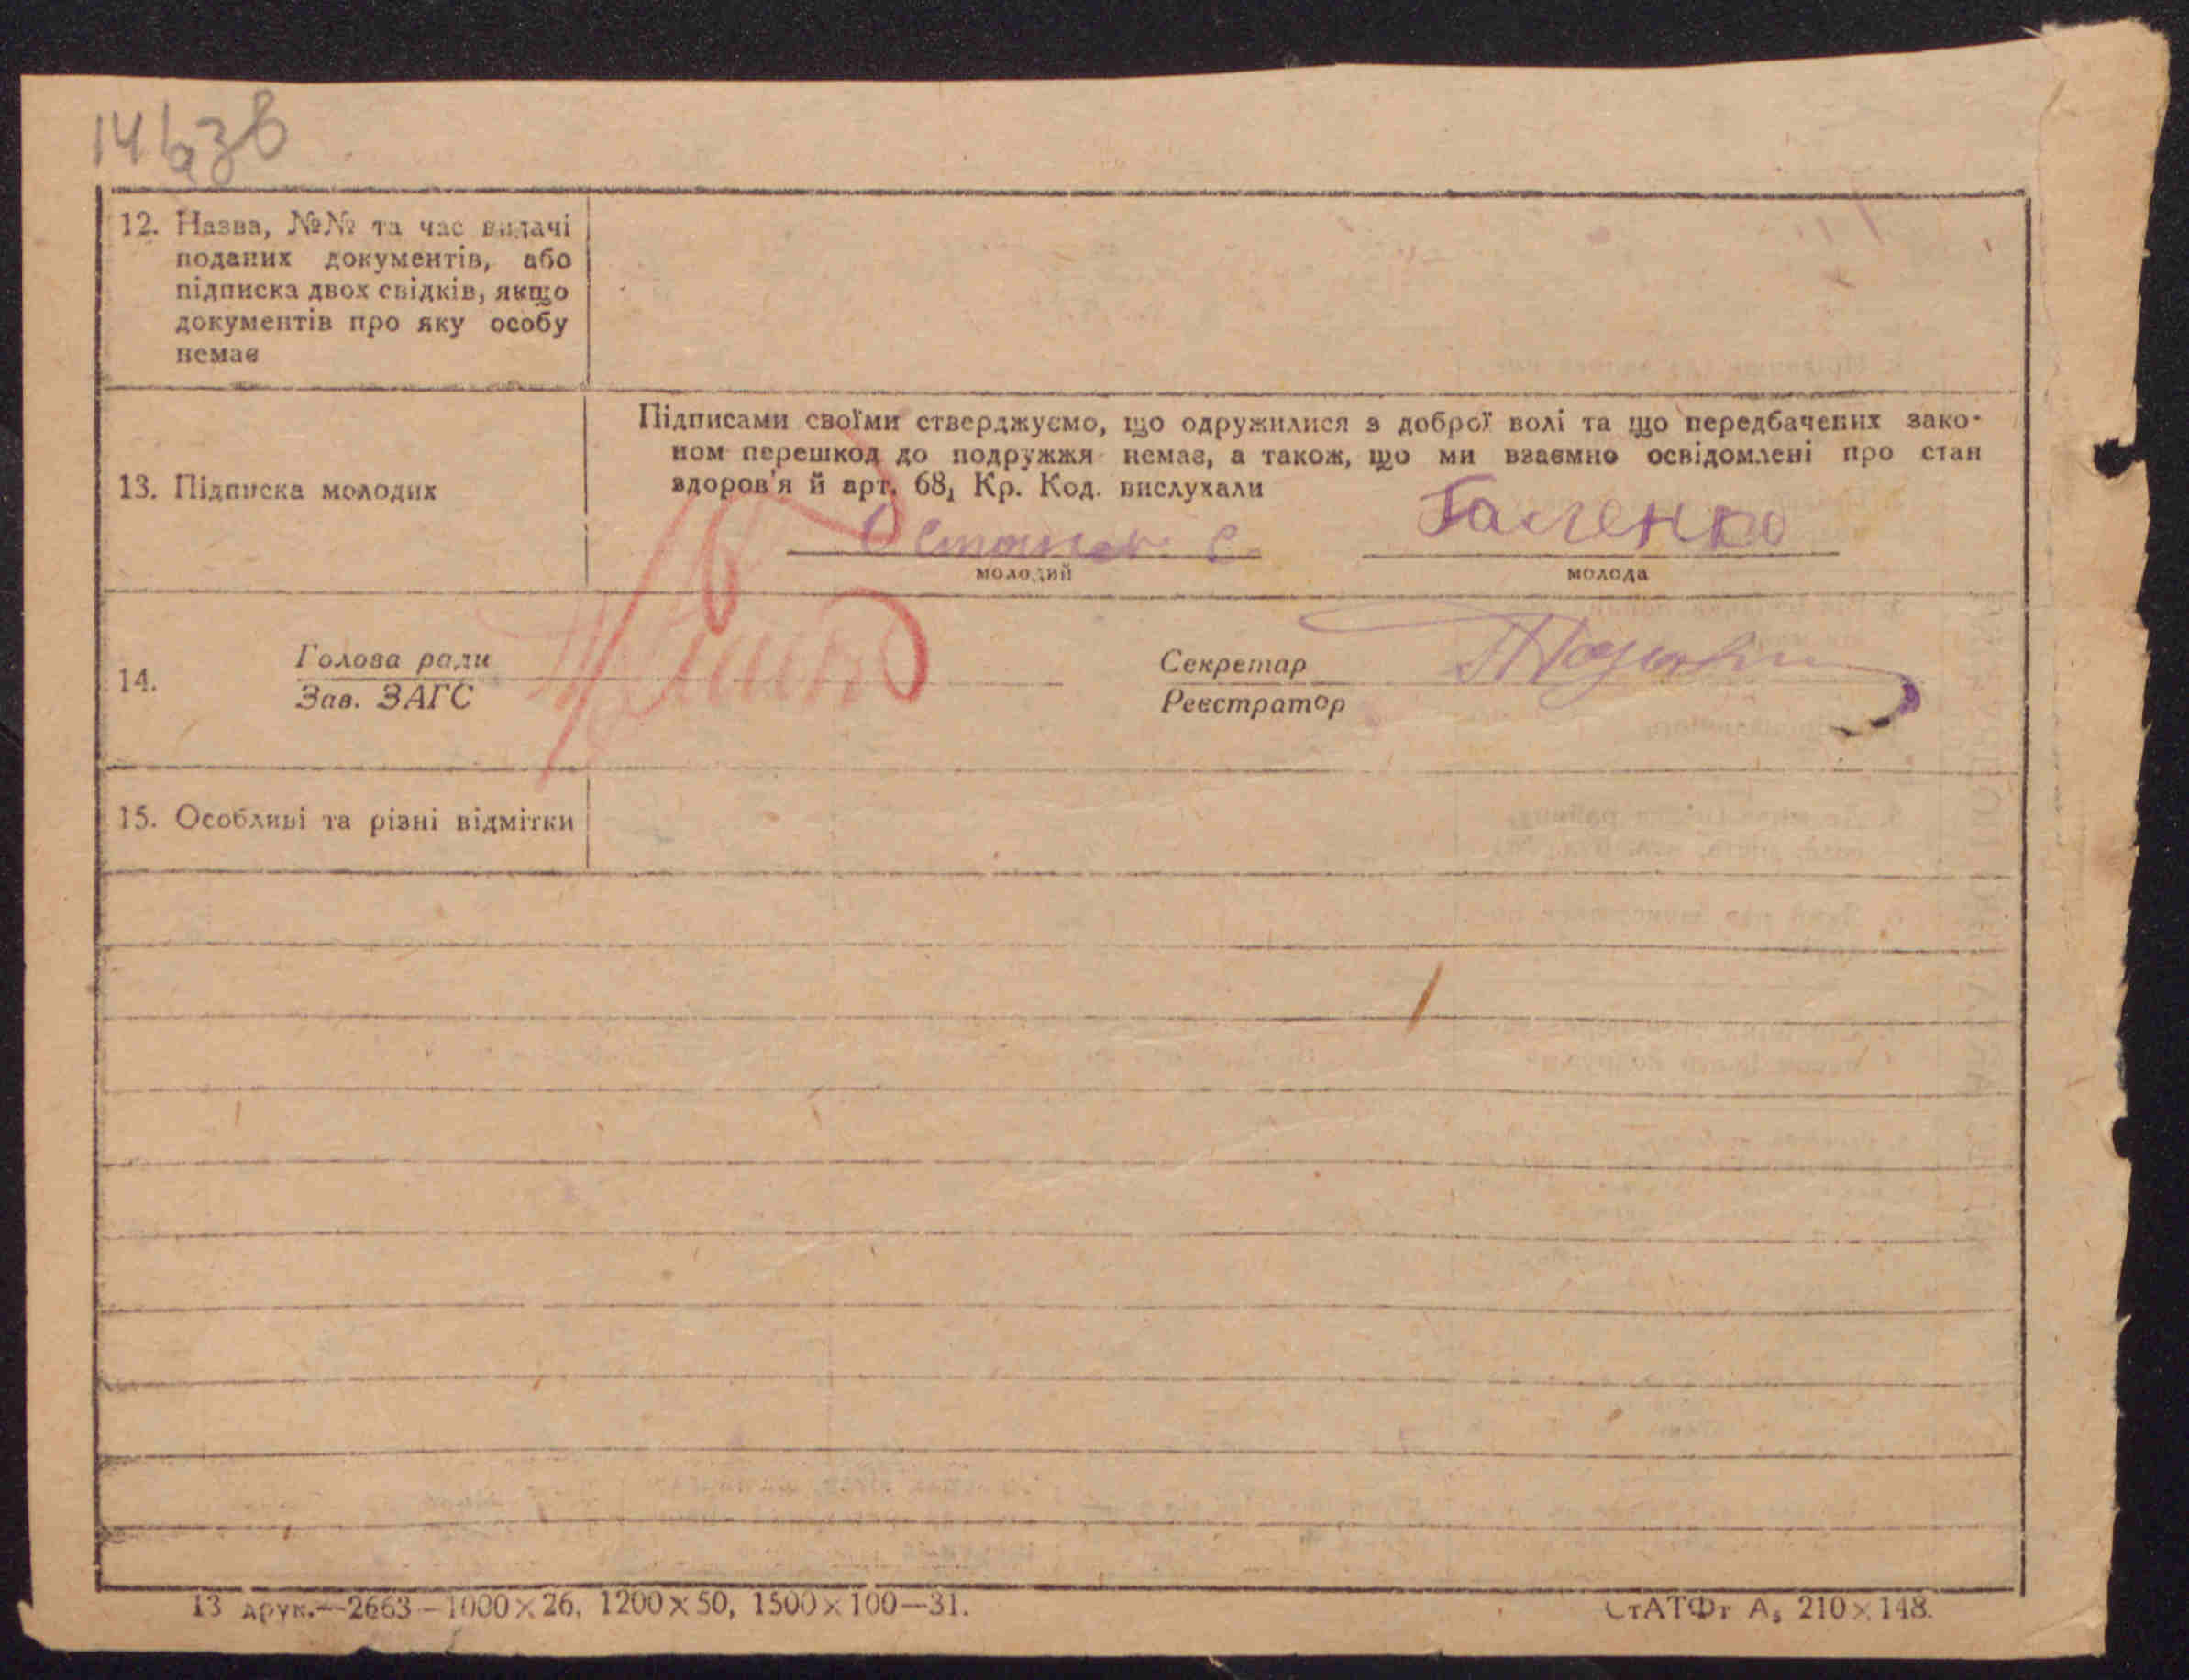 12. Назва, №№ та час видачі
поданих документів, або
підписка двох свідків, якщо
документів про яку особу
немає
13. Підписка молодих
Підписами своїми стверджуємо, що одружилися з доброї волі та що передбачених зако-
ном перешкод до подружжя немає, а також, що ми взаємно освідомлені про стан
здоров'я й арт. 68, Кр. Код. вислухали
Галенко
молодий
молода
14.
Голова ради
Зав. ЗАГС
Секретар
Реєстратор
15. Особливі та різні відмітки
13 друк.—2663—1000×26, 1200×50, 1500×100—31.
СтАТФт А₅ 210×148.